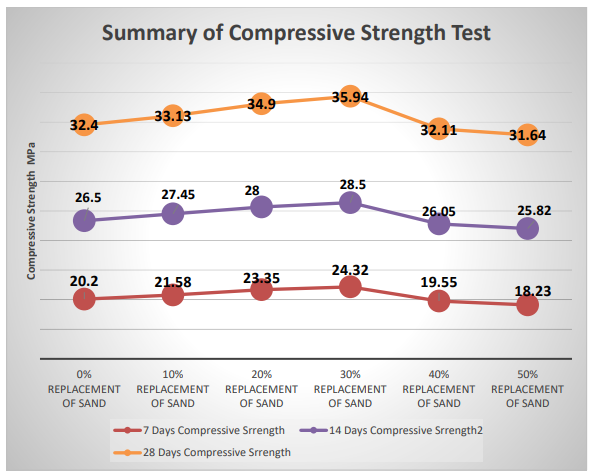 Summary of Compressive Strength Test
Compressive Strength MPa
32.4
33.13
34.9
35.94
32.11
31.64
26.5
27.45
28
28.5
26.05
25.82
20.2
21.58
23.35
24.32
19.55
18.23
0%
REPLACEMENT
OF SAND
10%
REPLACEMENT
OF SAND
20%
REPLACEMENT
OF SAND
30%
REPLACEMENT
OF SAND
40%
REPLACEMENT
OF SAND
50%
REPLACEMENT
OF SAND
7 Days Compressive Srrength
14 Days Compressive Srrength2
28 Days Compressive Srrength